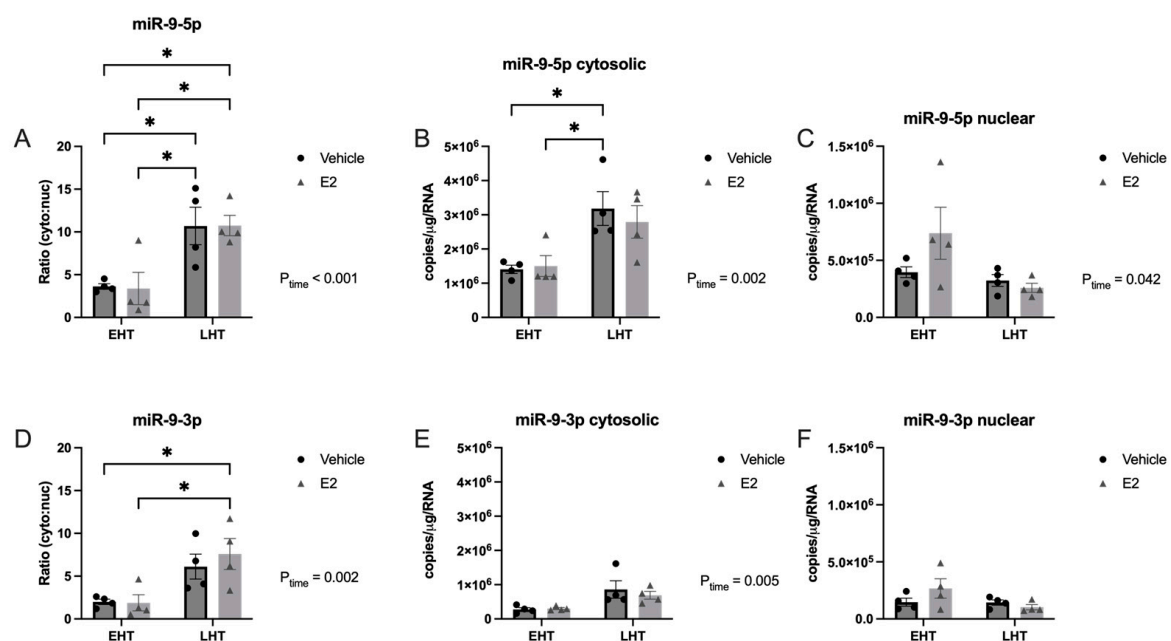 miR-9-5p
*
*
*
*
A
Ratio (cyto:nuc)
20
15
10
5
0
EHT
LHT
Vehicle
E2
Ptime < 0.001
miR-9-5p cytosolic
*
*
B
copies/μg/RNA
5×10⁶
4×10⁶
3×10⁶
2×10⁶
1×10⁶
0
EHT
LHT
Vehicle
E2
Ptime = 0.002
miR-9-5p nuclear
C
copies/μg/RNA
1.5×10⁶
1.0×10⁶
5.0×10⁵
0.0
EHT
LHT
Vehicle
E2
Ptime = 0.042
miR-9-3p
*
*
D
Ratio (cyto:nuc)
20
15
10
5
0
EHT
LHT
Vehicle
E2
Ptime = 0.002
miR-9-3p cytosolic
E
copies/μg/RNA
5×10⁶
4×10⁶
3×10⁶
2×10⁶
1×10⁶
0
EHT
LHT
Vehicle
E2
Ptime = 0.005
miR-9-3p nuclear
F
copies/μg/RNA
1.5×10⁶
1.0×10⁶
5.0×10⁵
0.0
EHT
LHT
Vehicle
E2